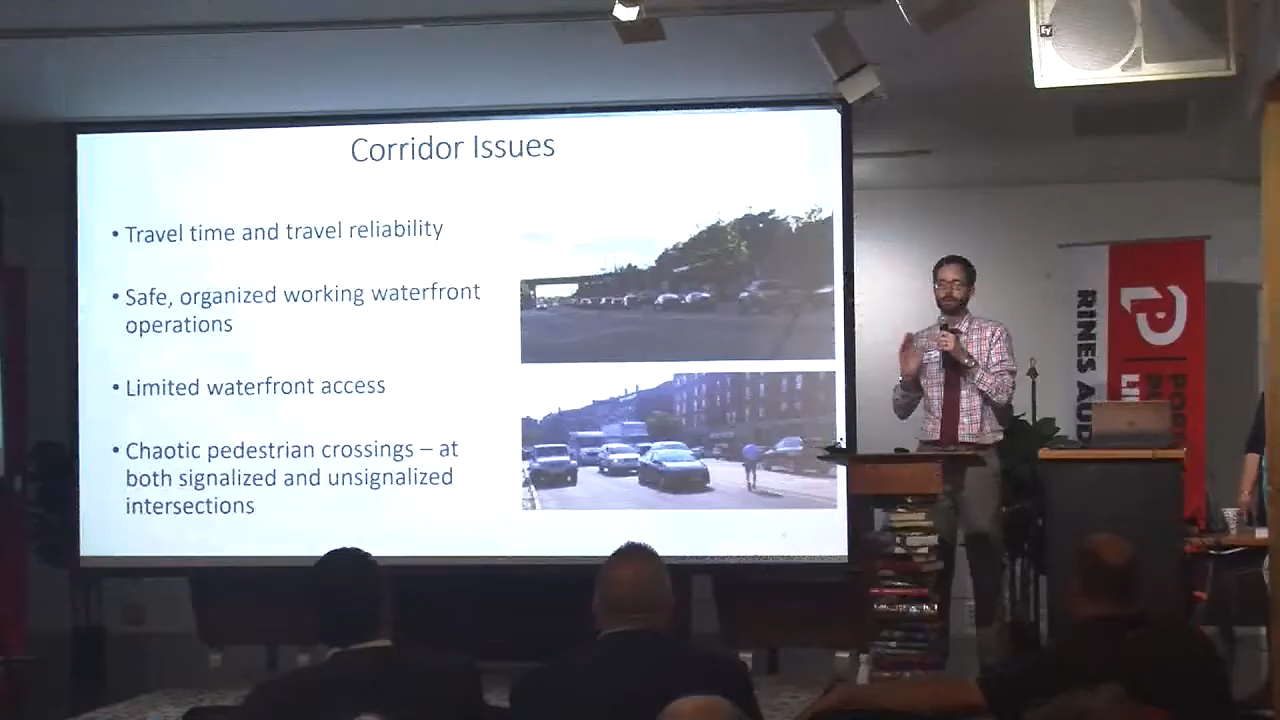 Corridor Issues
• Travel time and travel reliability
• Safe, organized working waterfront
operations
• Limited waterfront access
• Chaotic pedestrian crossings – at
both signalized and unsignalized
intersections
RINES AUD